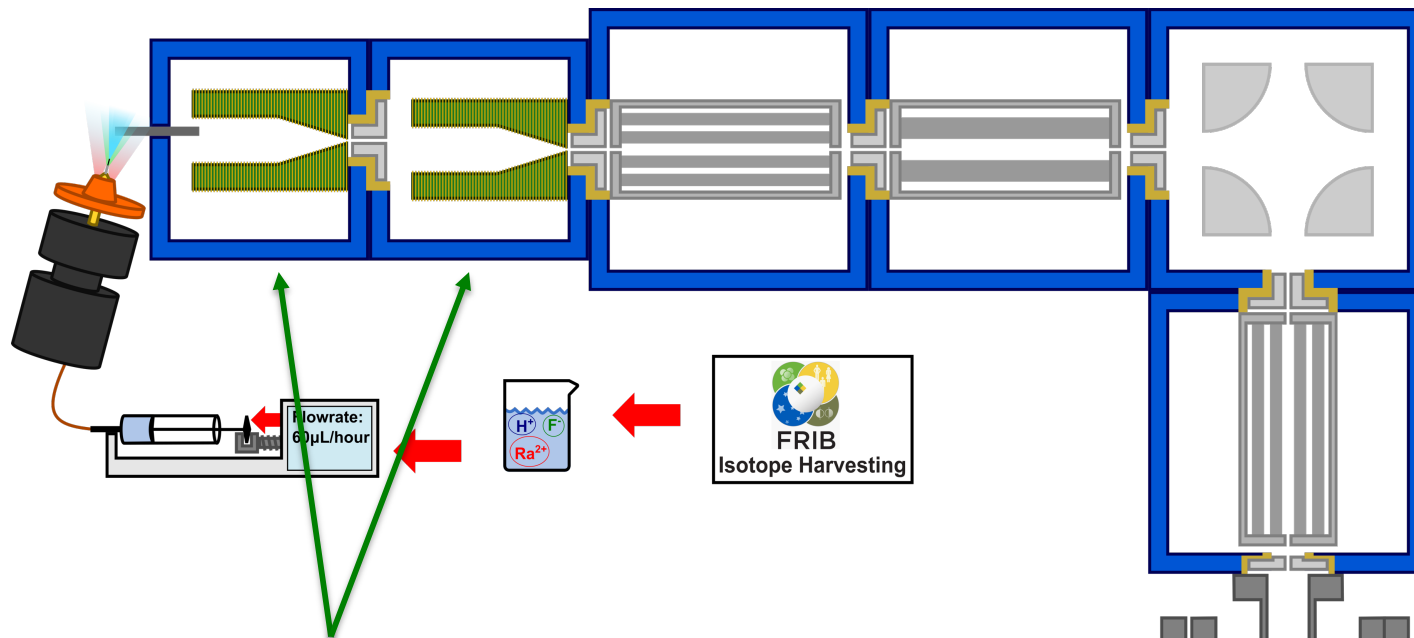 Flowrate:
60µL/hour
H⁺
F⁻
Ra²⁺
FRIB
Isotope Harvesting